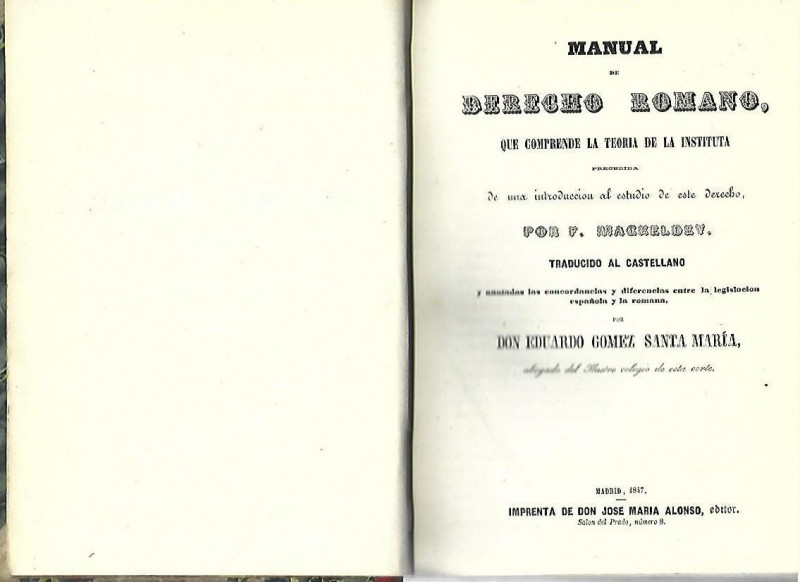 MANUAL
DE
DERECHO ROMANO,
QUE COMPRENDE LA TEORIA DE LA INSTITUTA
PRECEDIDA
de una introduccion al estudio de este derecho,
POR F. MACKELDEY.
TRADUCIDO AL CASTELLANO
y anotadas las concordancias y diferencias entre la legislacion
española y la romana,
POR
DON EDUARDO GOMEZ SANTA MARÍA,
abogado del Ilustre colegio de esta corte.
MADRID, 1847.
IMPRENTA DE DON JOSE MARIA ALONSO, editor.
Salon del Prado, número 8.